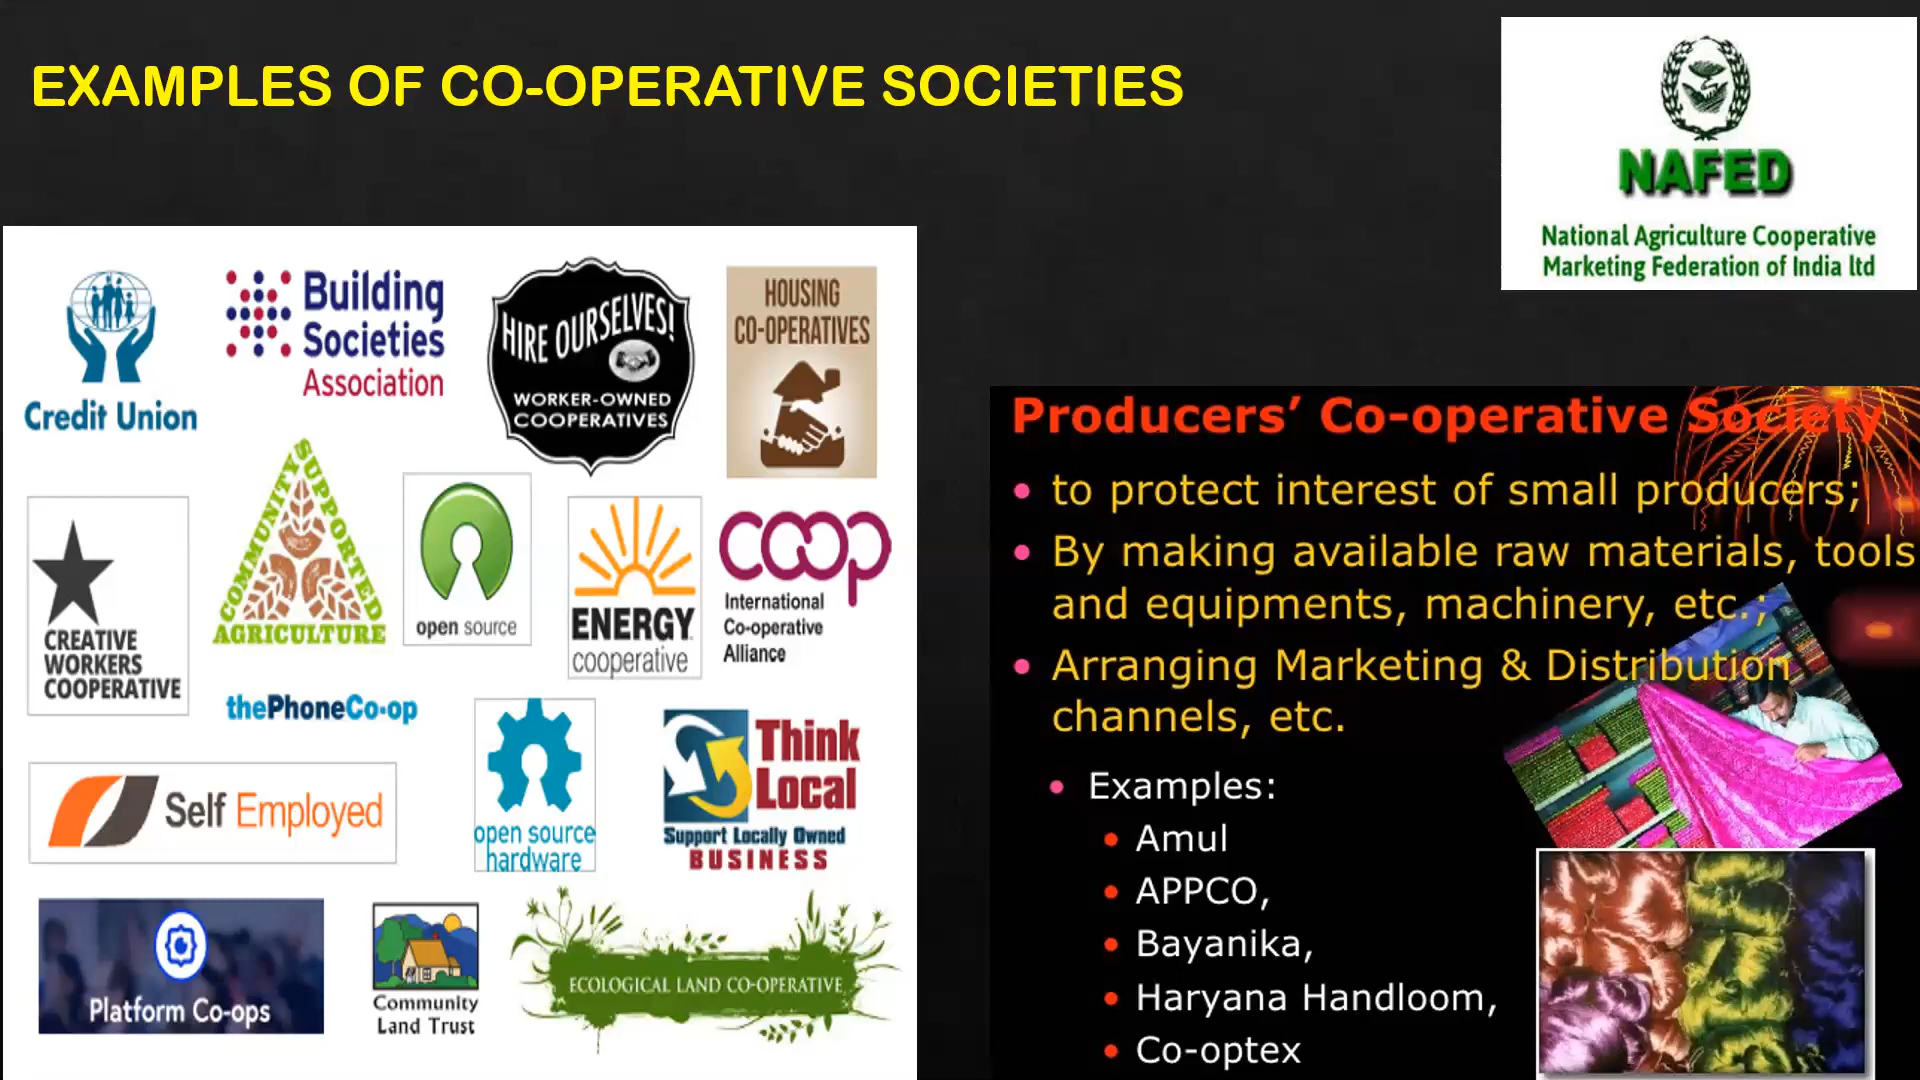 EXAMPLES OF CO-OPERATIVE SOCIETIES
NAFED
National Agriculture Cooperative
Marketing Federation of India ltd
Credit Union
Building
Societies
Association
HIRE OURSELVES!
WORKER-OWNED
COOPERATIVES
HOUSING
CO-OPERATIVES
CREATIVE
WORKERS
COOPERATIVE
COMMUNITY
SUPPORTED
AGRICULTURE
open source
ENERGY
cooperative
coop
International
Co-operative
Alliance
thePhoneCo-op
Self Employed
open source
hardware
Think
Local
Support Locally Owned
BUSINESS
Platform Co-ops
Community
Land Trust
ECOLOGICAL LAND CO-OPERATIVE
Producers’ Co-operative Society
• to protect interest of small producers;
• By making available raw materials, tools
and equipments, machinery, etc.;
• Arranging Marketing & Distribution
channels, etc.
• Examples:
• Amul
• APPCO,
• Bayanika,
• Haryana Handloom,
• Co-optex